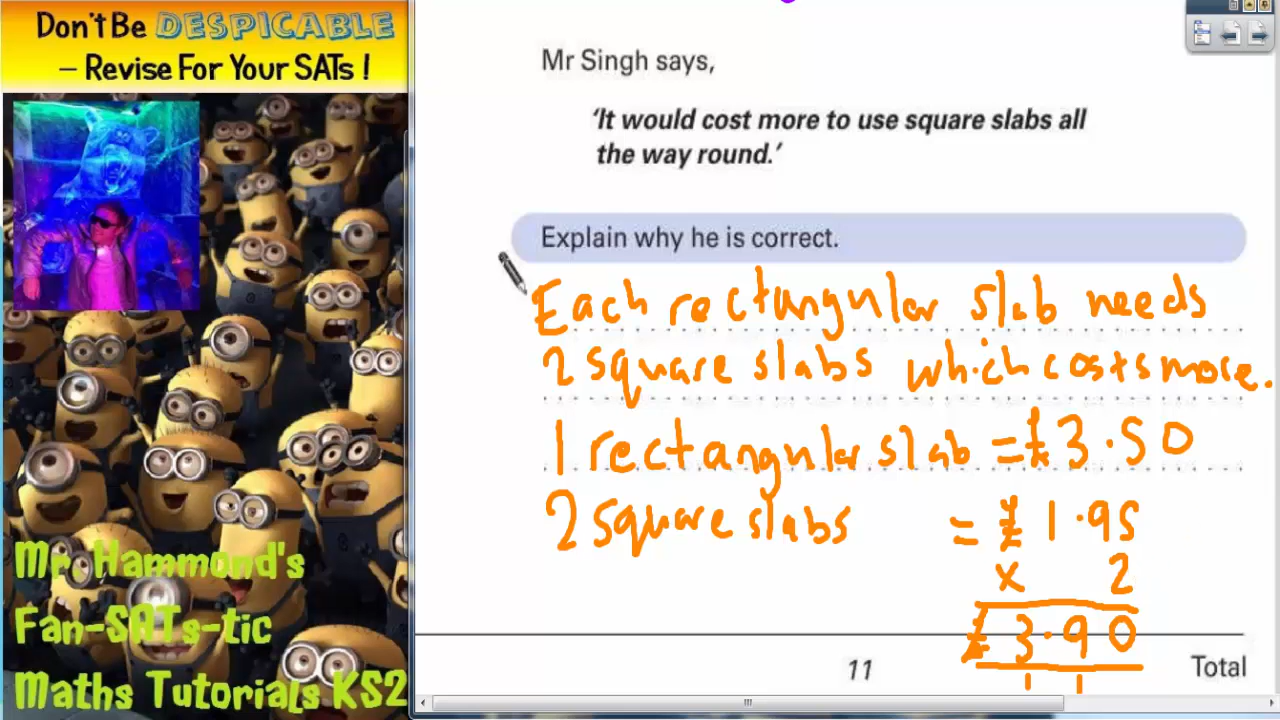 Don't Be DESPICABLE
– Revise For Your SATs !
Mr. Hammond's
Fan-SATs-tic
Maths Tutorials KS2
Mr Singh says,
‘It would cost more to use square slabs all
the way round.’
Explain why he is correct.
Each rectangular slab needs
2 square slabs which costs more.
1 rectangular slab = £3.50
2 square slabs = £1.95
x 2
£3.90
1 1
11 Total